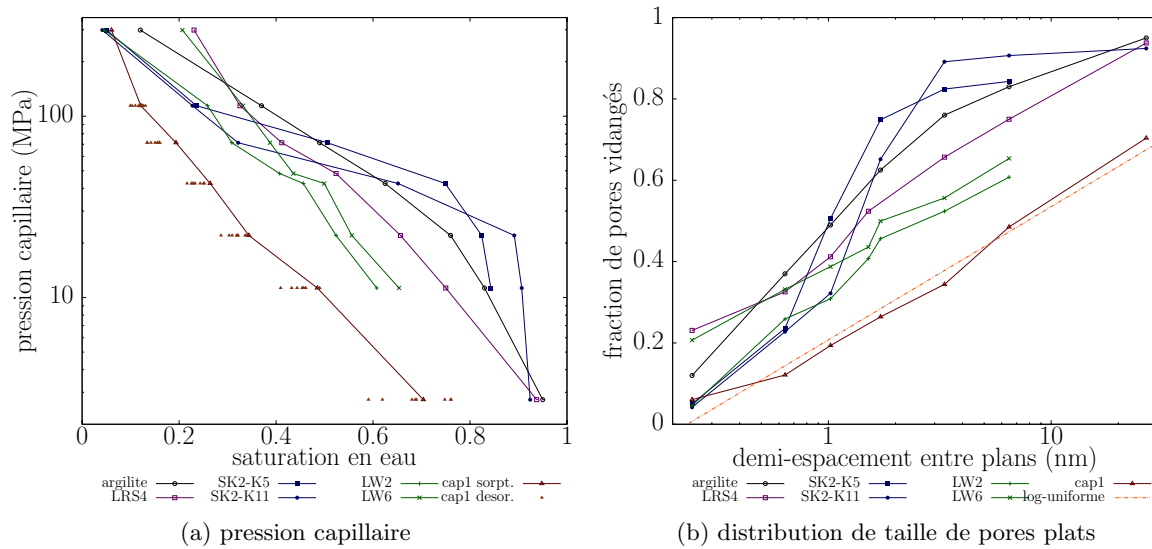 pression capillaire (MPa)
100
10
0
0.2
0.4
0.6
0.8
1
saturation en eau
argilite
LRS4
SK2-K5
SK2-K11
LW2
LW6
cap1 sorpt.
cap1 desor.
(a) pression capillaire
fraction de pores vidangés
1
0.8
0.6
0.4
0.2
0
1
10
demi-espacement entre plans (nm)
argilite
LRS4
SK2-K5
SK2-K11
LW2
LW6
cap1
log-uniforme
(b) distribution de taille de pores plats